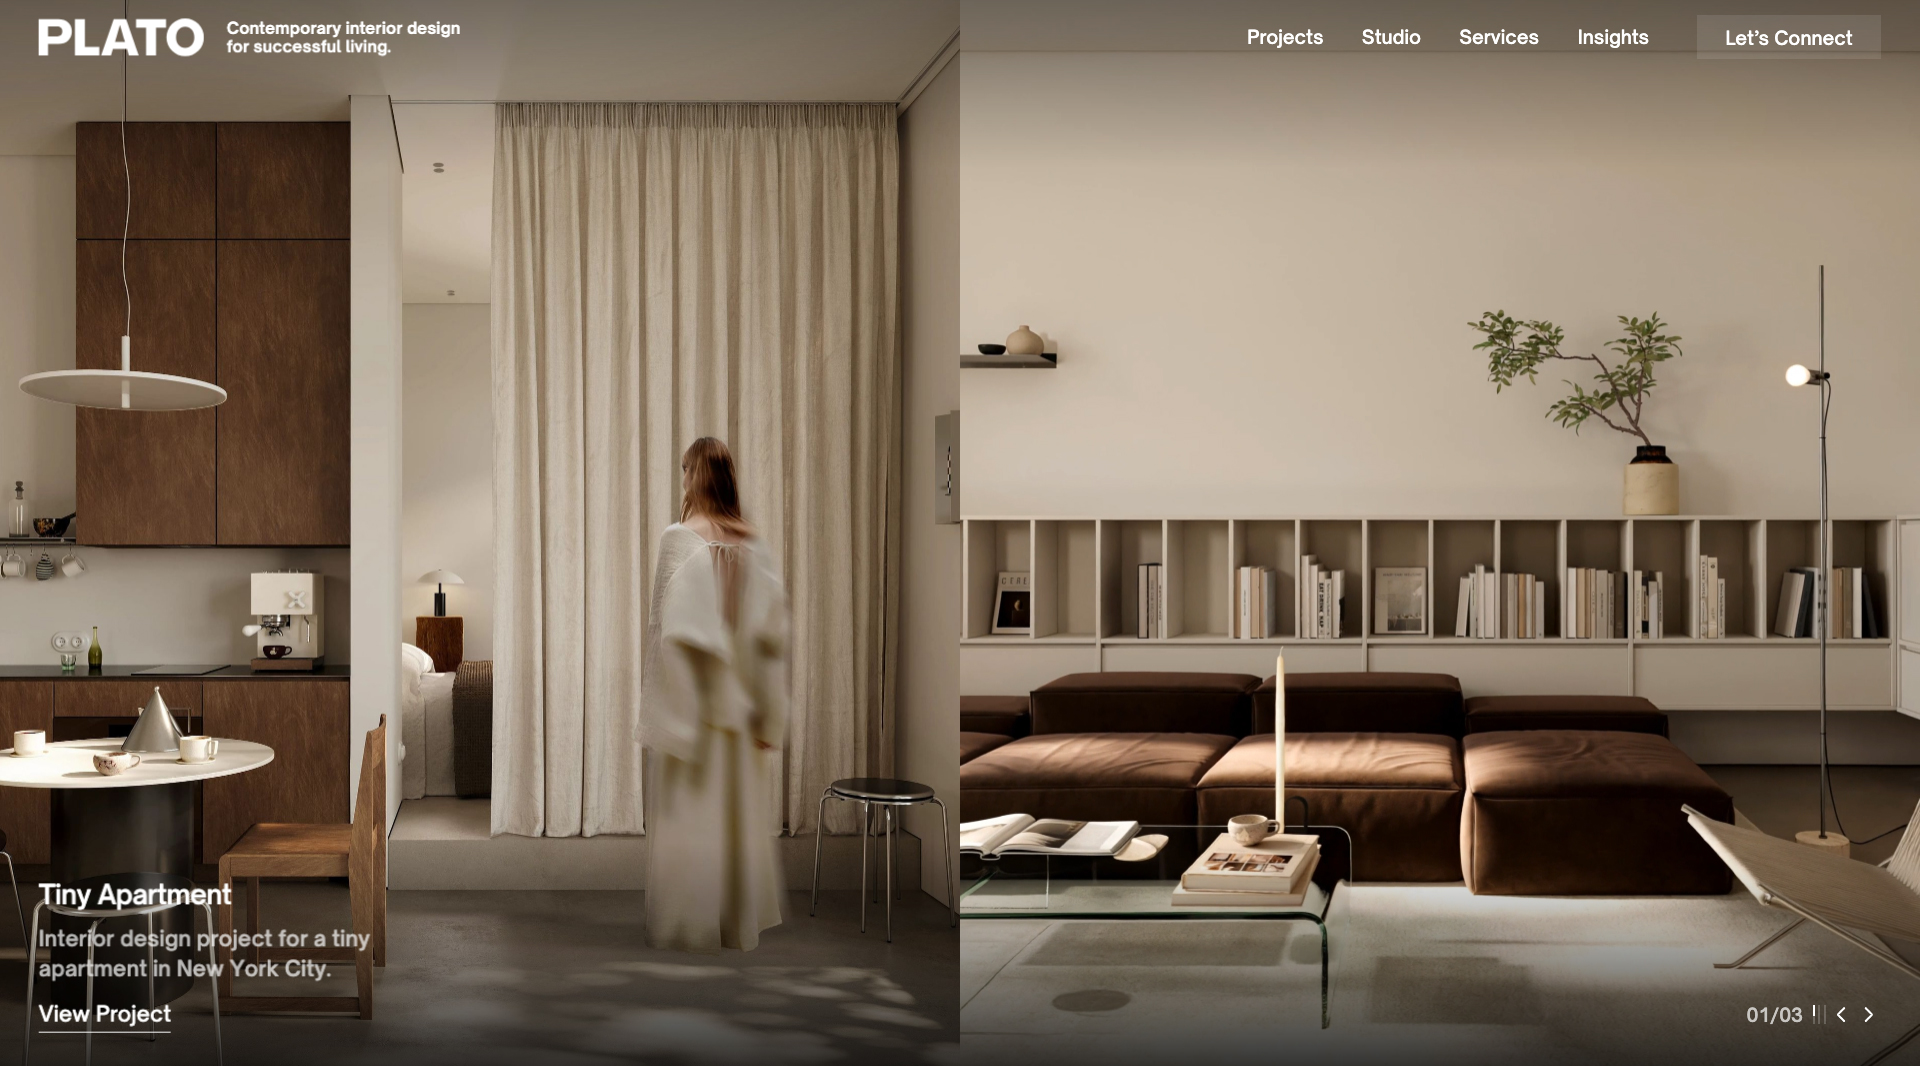 PLATO
Contemporary interior design
for successful living.
Projects
Studio
Services
Insights
Let's Connect
CERE
Tiny Apartment
Interior design project for a tiny
apartment in New York City.
View Project
01/03